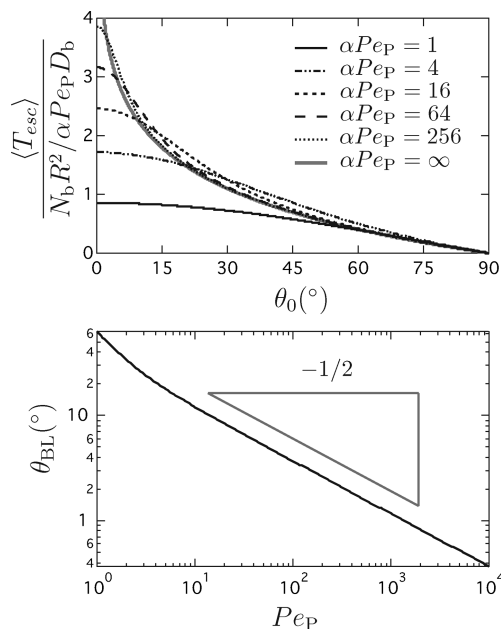 ⟨T_esc⟩ / N_b R² / αPe_P D_b
4
3
2
1
0
αPe_P = 1
αPe_P = 4
αPe_P = 16
αPe_P = 64
αPe_P = 256
αPe_P = ∞
0 15 30 45 60 75 90
θ_0(°)
θ_BL(°)
6
4
2
10
6
4
2
1
6
4
−1/2
10^0 10^1 10^2 10^3 10^4
Pe_P